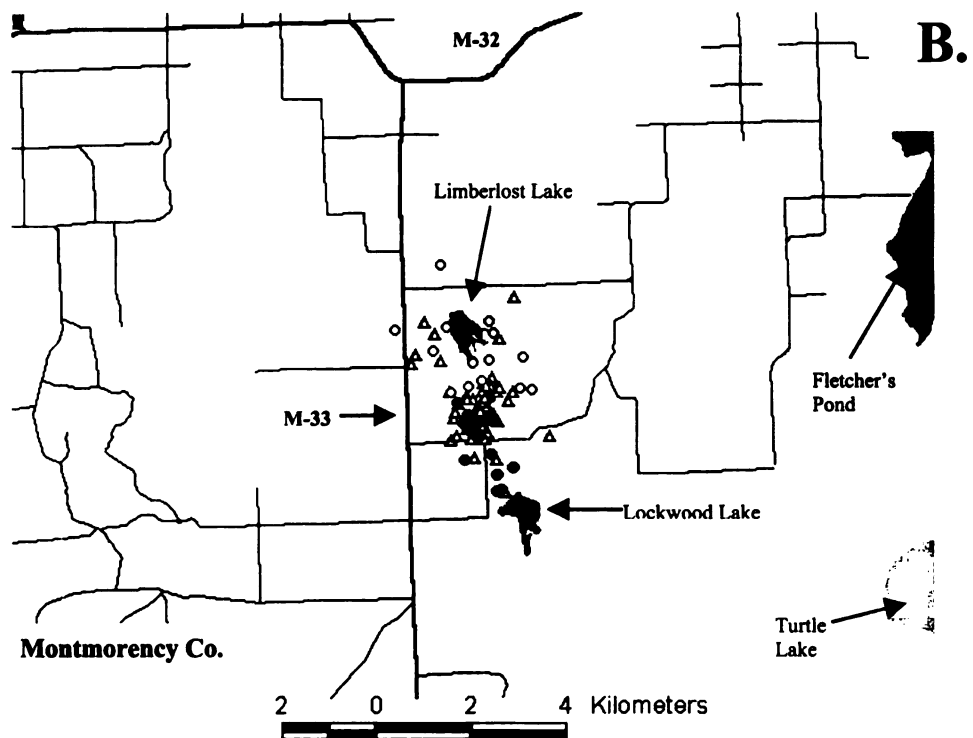 M-32
B.
Limberlost Lake
Fletcher's
Pond
M-33
Lockwood Lake
Turtle
Lake
Montmorency Co.
2 0 2 4 Kilometers